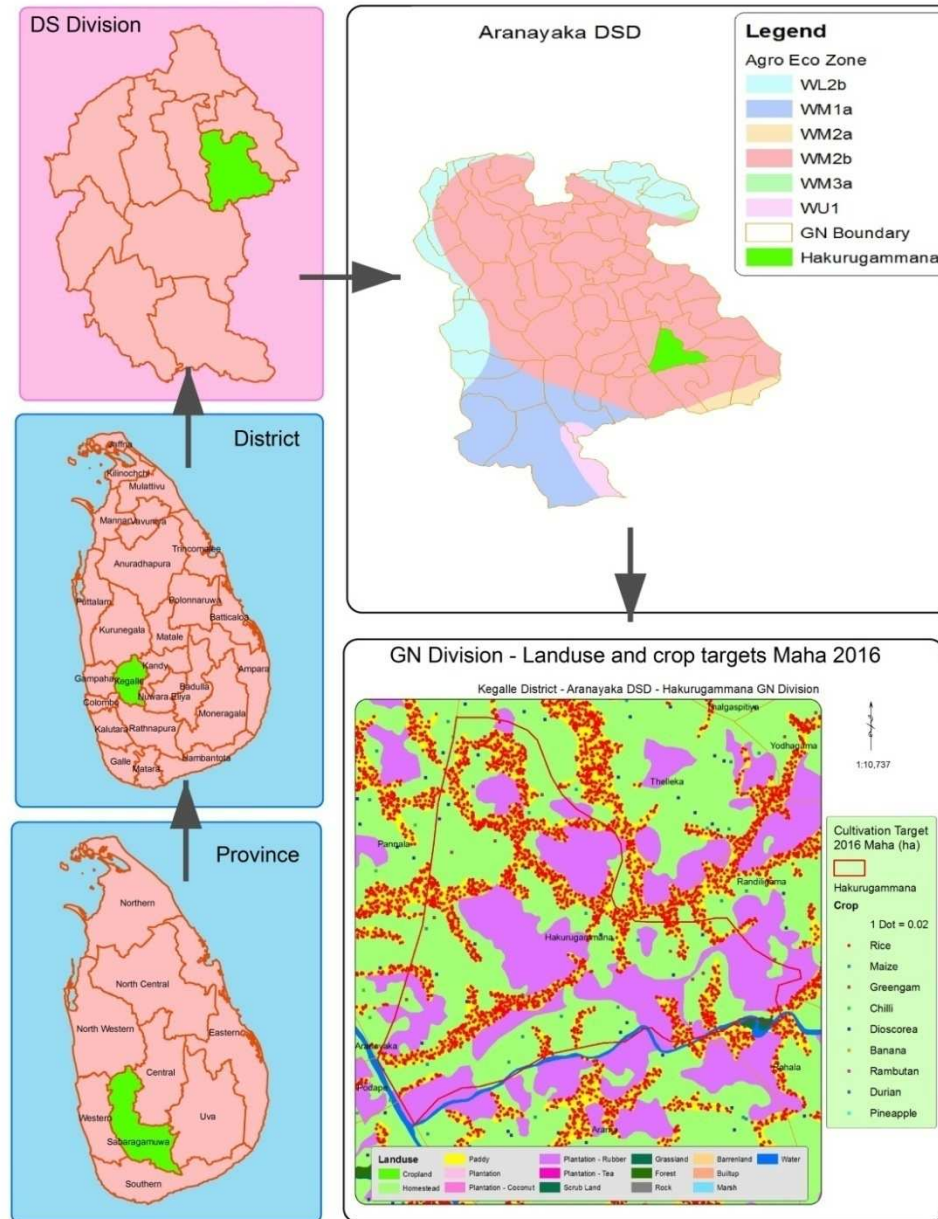 DS Division
Aranayaka DSD
Legend
Agro Eco Zone
WL2b
WM1a
WM2a
WM2b
WM3a
WU1
GN Boundary
Hakurugammana
District
Jaffna
Kilinochchi
Mulattivu
Mannar
Vavuniya
Trincomalee
Anuradhapura
Puttalam
Polonnaruwa
Batticaloa
Kurunegala
Matale
Kandy
Ampara
Gampaha
Kegalle
Badulla
Colombo
Nuwara Eliya
Moneragala
Kalutara
Rathnapura
Galle
Matara
Hambantota
Province
Northern
North Central
North Western
Eastern
Central
Western
Uva
Sabaragamuwa
Southern
GN Division - Landuse and crop targets Maha 2016
Kegalle District - Aranayaka DSD - Hakurugammana GN Division
1:10,737
Yodhagama
Thelleka
Pannala
Randiligama
Hakurugammana
Aranayaka
Podape
Rahala
Arama
Cultivation Target
2016 Maha (ha)
Hakurugammana
Crop
1 Dot = 0.02
Rice
Maize
Greengam
Chilli
Dioscorea
Banana
Rambutan
Durian
Pineapple
Landuse
Cropland
Homestead
Paddy
Plantation
Plantation - Coconut
Plantation - Rubber
Plantation - Tea
Scrub Land
Grassland
Forest
Rock
Barrenland
Builtup
Marsh
Water